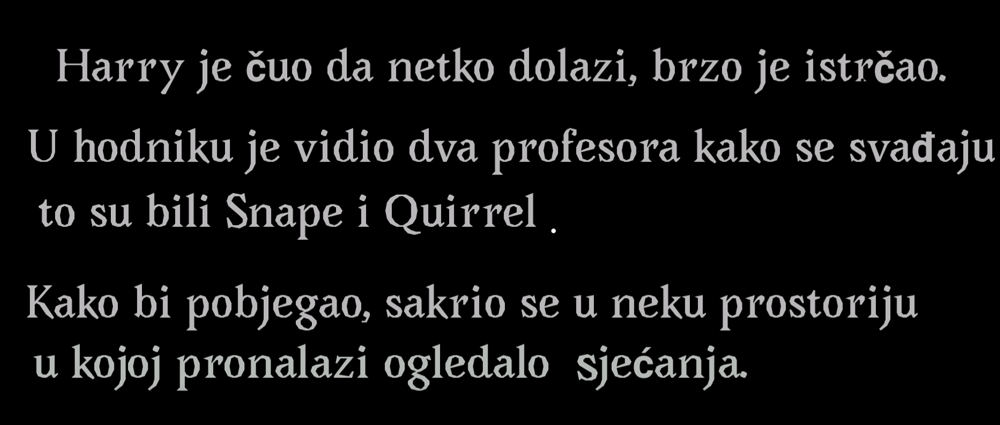 Harry je čuo da netko dolazi, brzo je istrčao.
U hodniku je vidio dva profesora kako se svađaju
to su bili Snape i Quirrel .
Kako bi pobjegao, sakrio se u neku prostoriju
u kojoj pronalazi ogledalo sjećanja.